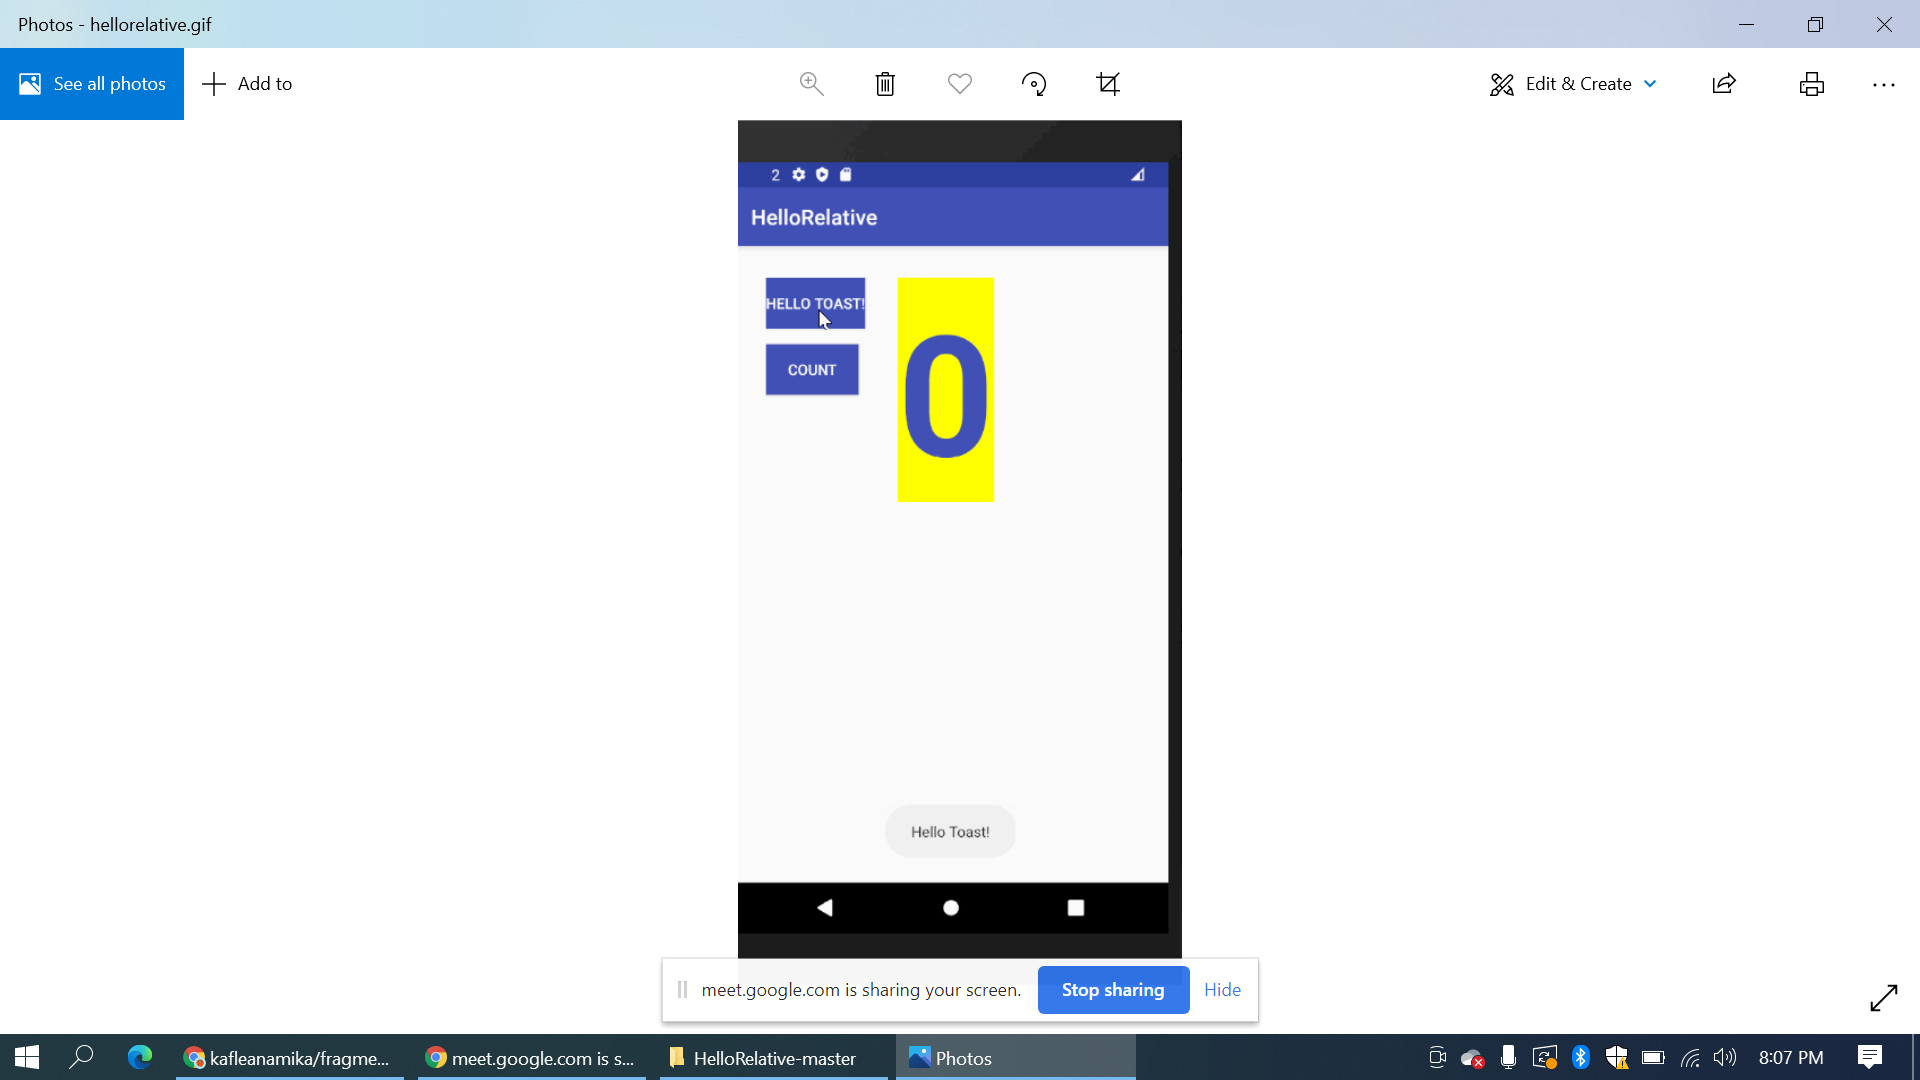 Photos - hellorelative.gif
See all photos
Add to
Edit & Create
2
HelloRelative
HELLO TOAST!
COUNT
0
Hello Toast!
meet.google.com is sharing your screen.
Stop sharing
Hide
kafleanamika/fragme...
meet.google.com is s...
HelloRelative-master
Photos
8:07 PM